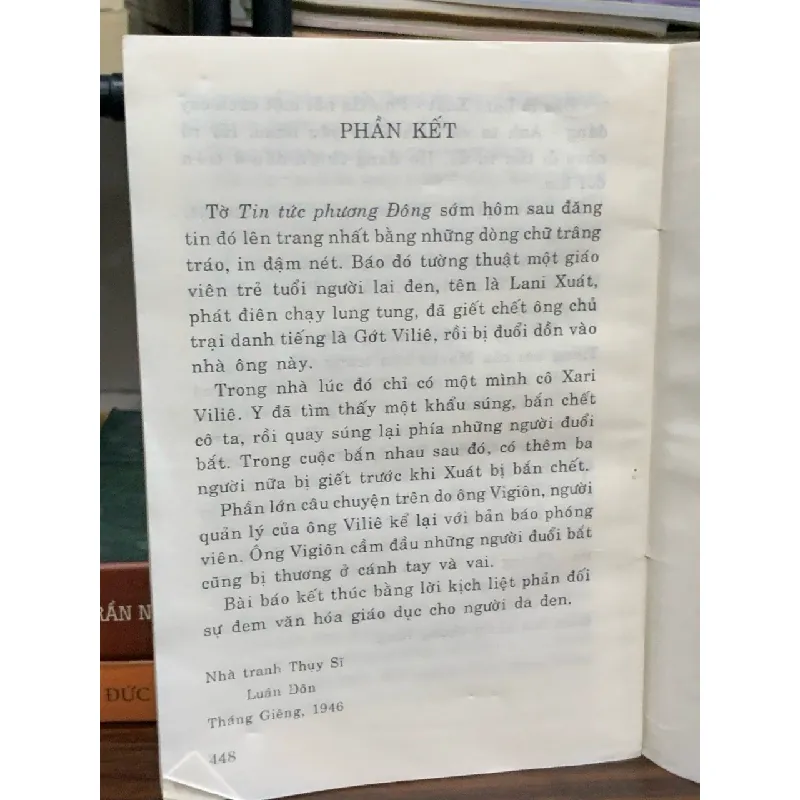 PHẦN KẾT
Tờ Tin tức phương Đông sớm hôm sau đăng
tin đó lên trang nhất bằng những dòng chữ trâng
tráo, in đậm nét. Báo đó tường thuật một giáo
viên trẻ tuổi người lai đen, tên là Lani Xuát,
phát điên chạy lung tung, đã giết chết ông chủ
trại danh tiếng là Gớt Viliê, rồi bị đuổi dồn vào
nhà ông này.
Trong nhà lúc đó chỉ có một mình cô Xari
Viliê. Y đã tìm thấy một khẩu súng, bắn chết
cô ta, rồi quay súng lại phía những người đuổi
bắt. Trong cuộc bắn nhau sau đó, có thêm ba
người nữa bị giết trước khi Xuát bị bắn chết.
Phần lớn câu chuyện trên do ông Vigiôn, người
quản lý của ông Viliê kể lại với bản báo phóng
viên. Ông Vigiôn cầm đầu những người đuổi bắt
cũng bị thương ở cánh tay và vai.
Bài báo kết thúc bằng lời kịch liệt phản đối
sự đem văn hóa giáo dục cho người da đen.
Nhà tranh Thụy Sĩ
Luân Đôn
Tháng Giêng, 1946
448
RẦN N
ĐỨC